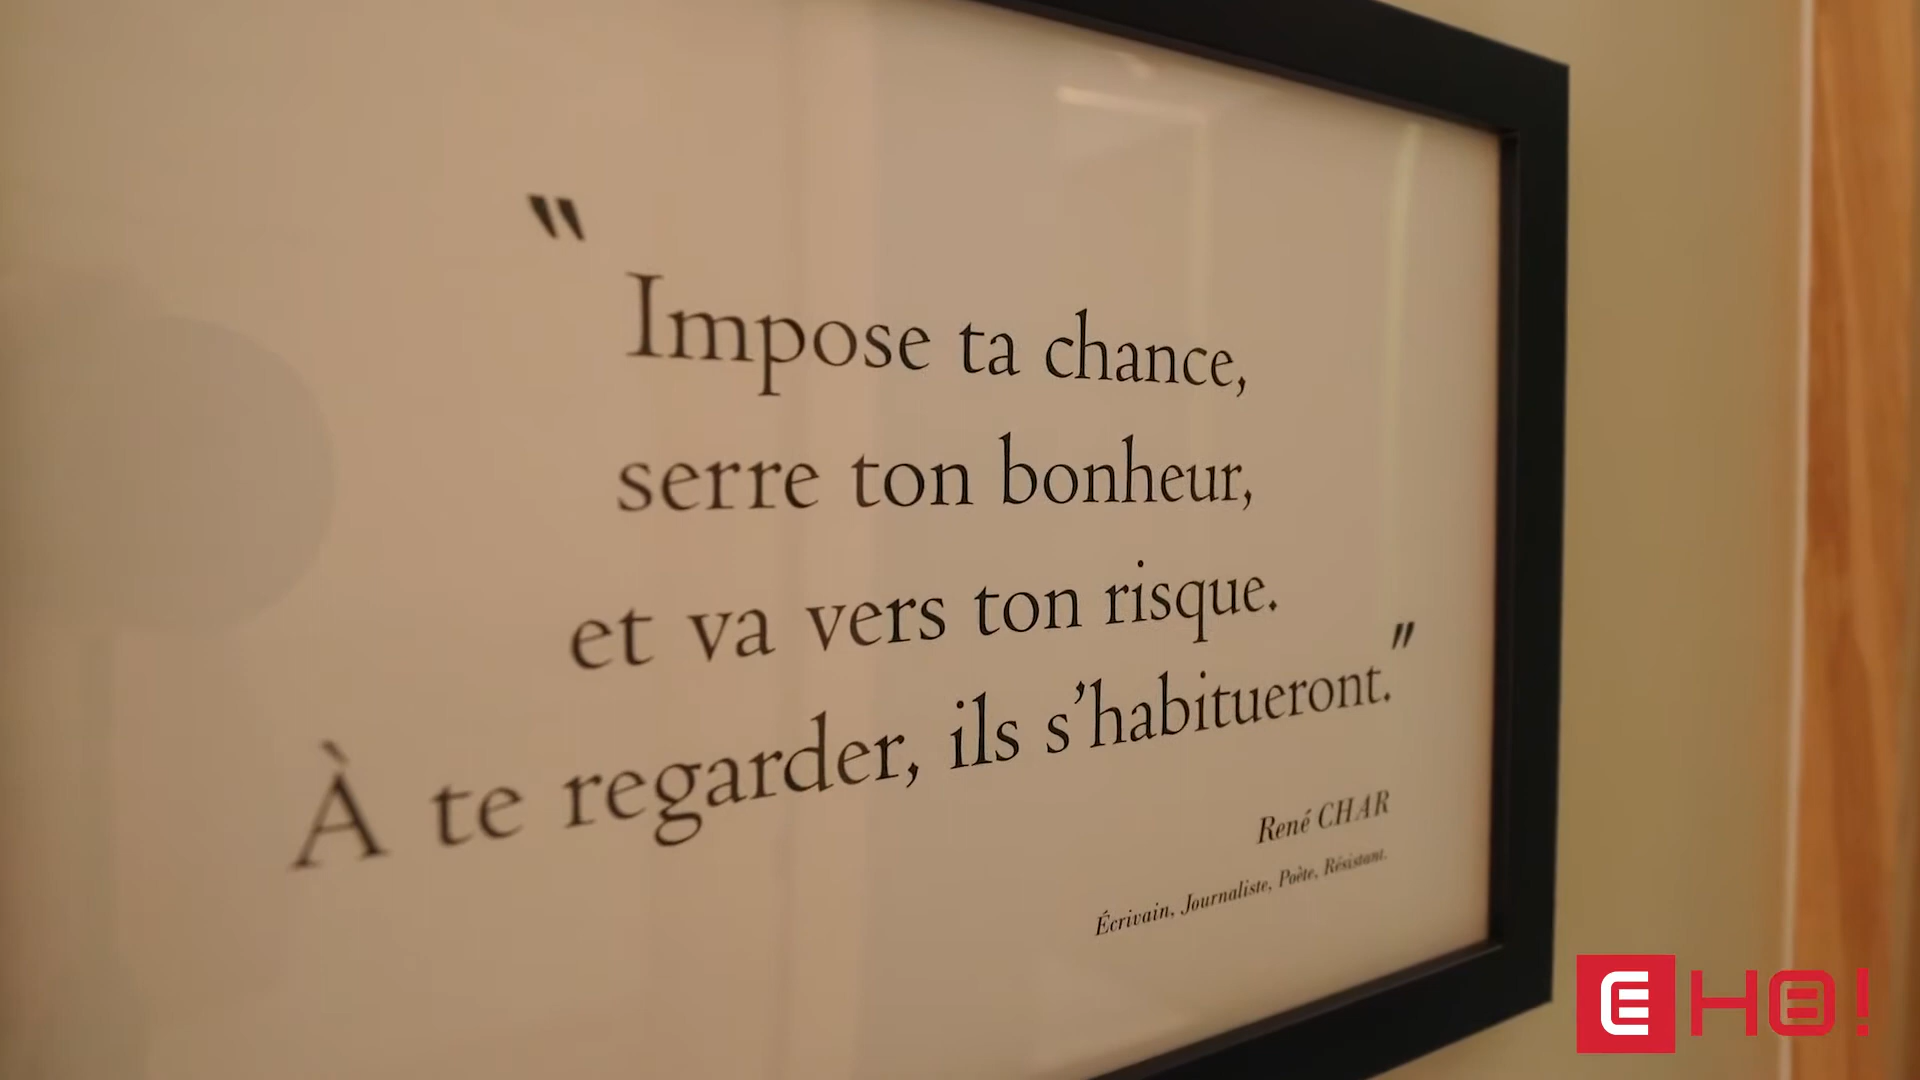 "
Impose ta chance,
serre ton bonheur,
et va vers ton risque.
À te regarder, ils s'habitueront."
René CHAR
Écrivain, Journaliste, Poète, Résistant.
EHO!